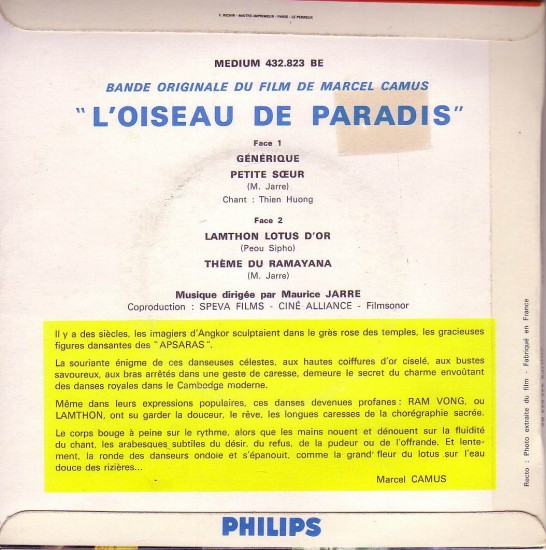 MEDIUM 432.823 BE
BANDE ORIGINALE DU FILM DE MARCEL CAMUS
"L'OISEAU DE PARADIS"
Face 1
GÉNÉRIQUE
PETITE SŒUR
(M. Jarre)
Chant : Thien Huong
Face 2
LAMTHON LOTUS D'OR
(Peou Sipho)
THÈME DU RAMAYANA
(M. Jarre)
Musique dirigée par Maurice JARRE
Coproduction : SPEVA FILMS - CINÉ ALLIANCE - Filmsonor
Il y a des siècles, les imagiers d'Angkor sculptaient dans le grès rose des temples, les gracieuses
figures dansantes des "APSARAS".
La souriante énigme de ces danseuses célestes, aux hautes coiffures d'or ciselé, aux bustes
savoureux, aux bras arrêtés dans une geste de caresse, demeure le secret du charme envoûtant
des danses royales dans le Cambodge moderne.
Même dans leurs expressions populaires, ces danses devenues profanes : RAM VONG, ou
LAMTHON, ont su garder la douceur, le rêve, les longues caresses de la chorégraphie sacrée.
Le corps bouge à peine sur le rythme, alors que les mains nouent et dénouent sur la fluidité
du chant, les arabesques subtiles du désir, du refus, de la pudeur ou de l'offrande. Et lente-
ment, la ronde des danseurs ondoie et s'épanouit, comme la grand' fleur du lotus sur l'eau
douce des rizières...
Marcel CAMUS
Recto : Photo extraite du film - Fabriqué en France
PHILIPS